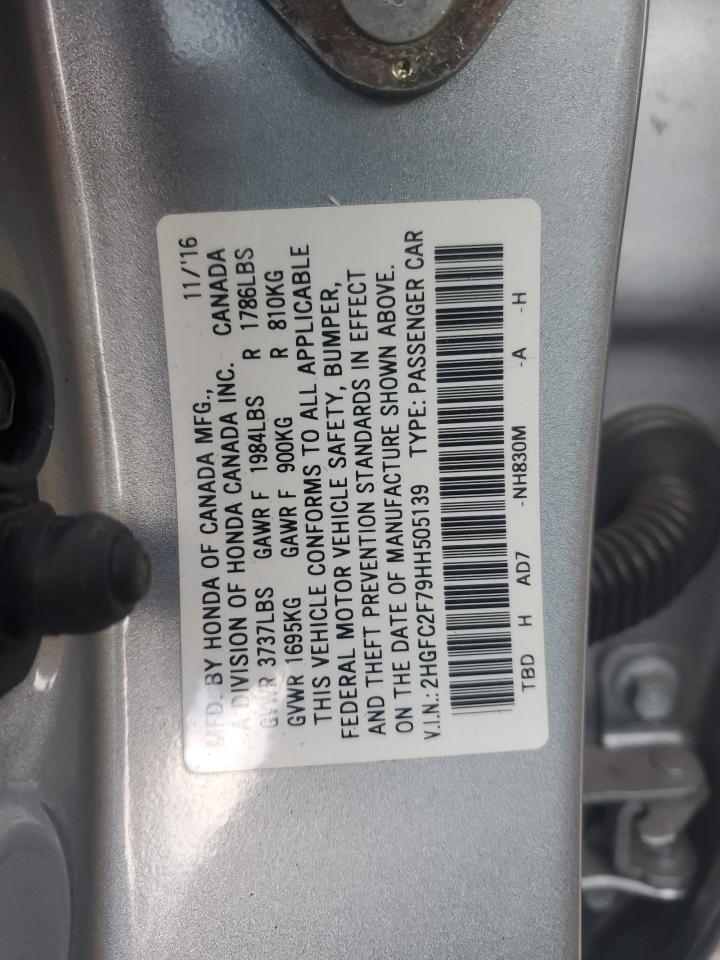 MFD. BY HONDA OF CANADA MFG., 11/'16
A DIVISION OF HONDA CANADA INC. CANADA
GVWR 3737LBS GAWR F 1984LBS R 1786LBS
GVWR 1695KG GAWR F 900KG R 810KG
THIS VEHICLE CONFORMS TO ALL APPLICABLE
FEDERAL MOTOR VEHICLE SAFETY, BUMPER,
AND THEFT PREVENTION STANDARDS IN EFFECT
ON THE DATE OF MANUFACTURE SHOWN ABOVE.
V.I.N.: 2HGFC2F79HH505139 TYPE: PASSENGER CAR
TBD H AD7 -NH830M -A -H